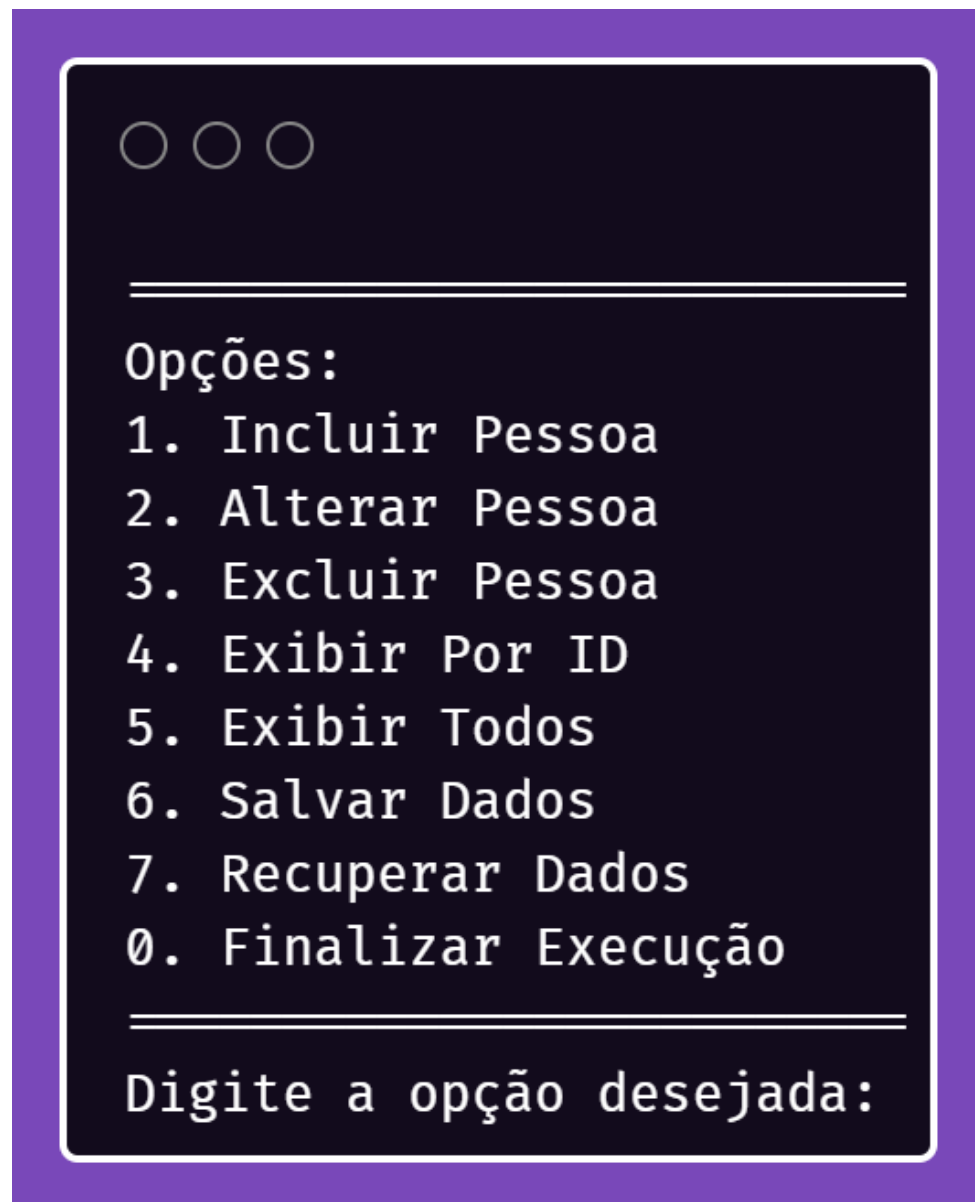 Opções:
1. Incluir Pessoa
2. Alterar Pessoa
3. Excluir Pessoa
4. Exibir Por ID
5. Exibir Todos
6. Salvar Dados
7. Recuperar Dados
0. Finalizar Execução
Digite a opção desejada: